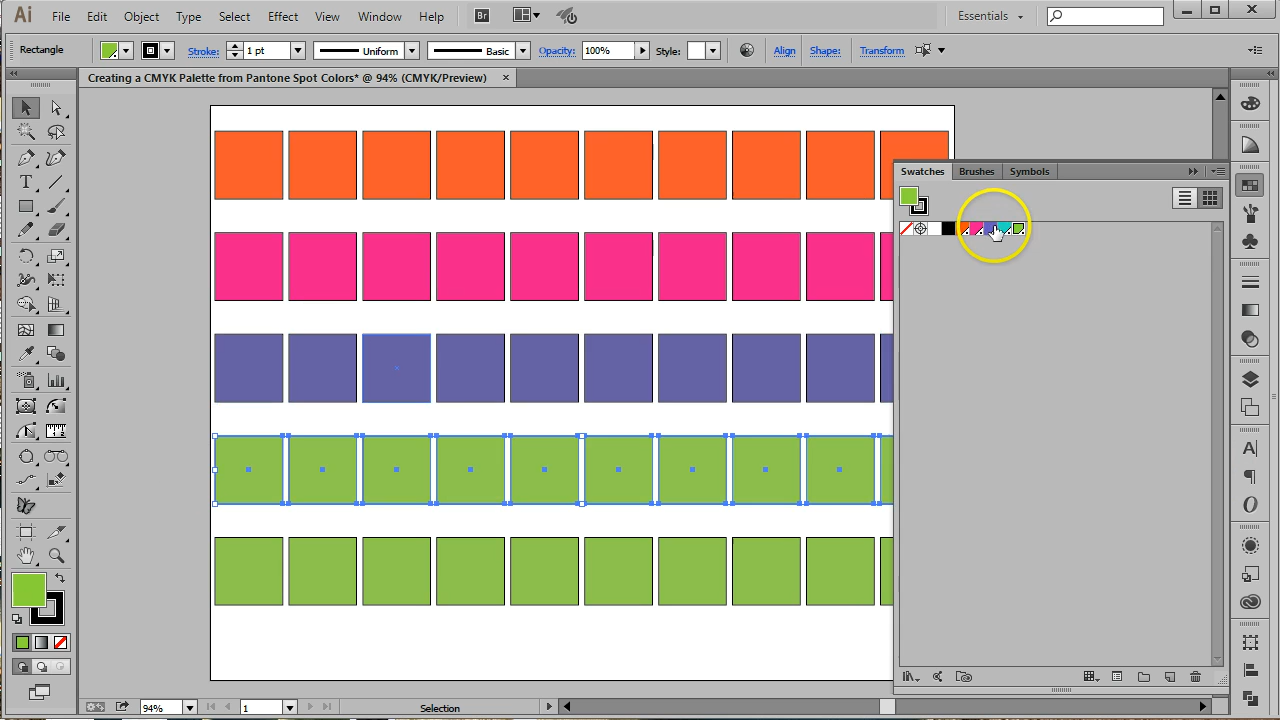 Ai File Edit Object Type Select Effect View Window Help Br Essentials
Rectangle Stroke: 1 pt Uniform Basic Opacity: 100% Style: Align Shape: Transform
Creating a CMYK Palette from Pantone Spot Colors* @ 94% (CMYK/Preview) ×
Swatches Brushes Symbols
94% 1 Selection